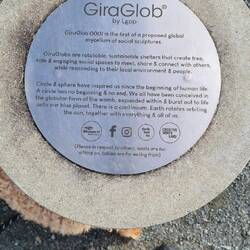 GiraGlob®
by Lgop
GiraGlob 0001 is the first of a proposed global
mycelium of social sculptures.
GiraGlobs are rotatable, sustainable shelters that create free,
safe & engaging social spaces to meet, share & connect with others,
while responding to their local environment & people.
Circle & sphere have inspired us since the beginning of human life.
A circle has no beginning & no end. We all have been conceived in
the globular form of the womb, expanded within & burst out to life
onto our blue planet. There is a continuum: Earth rotates orbiting
the sun, together with everything & all of us.
(Please in respect to others, seats are for
sitting on, tables are for eating from)